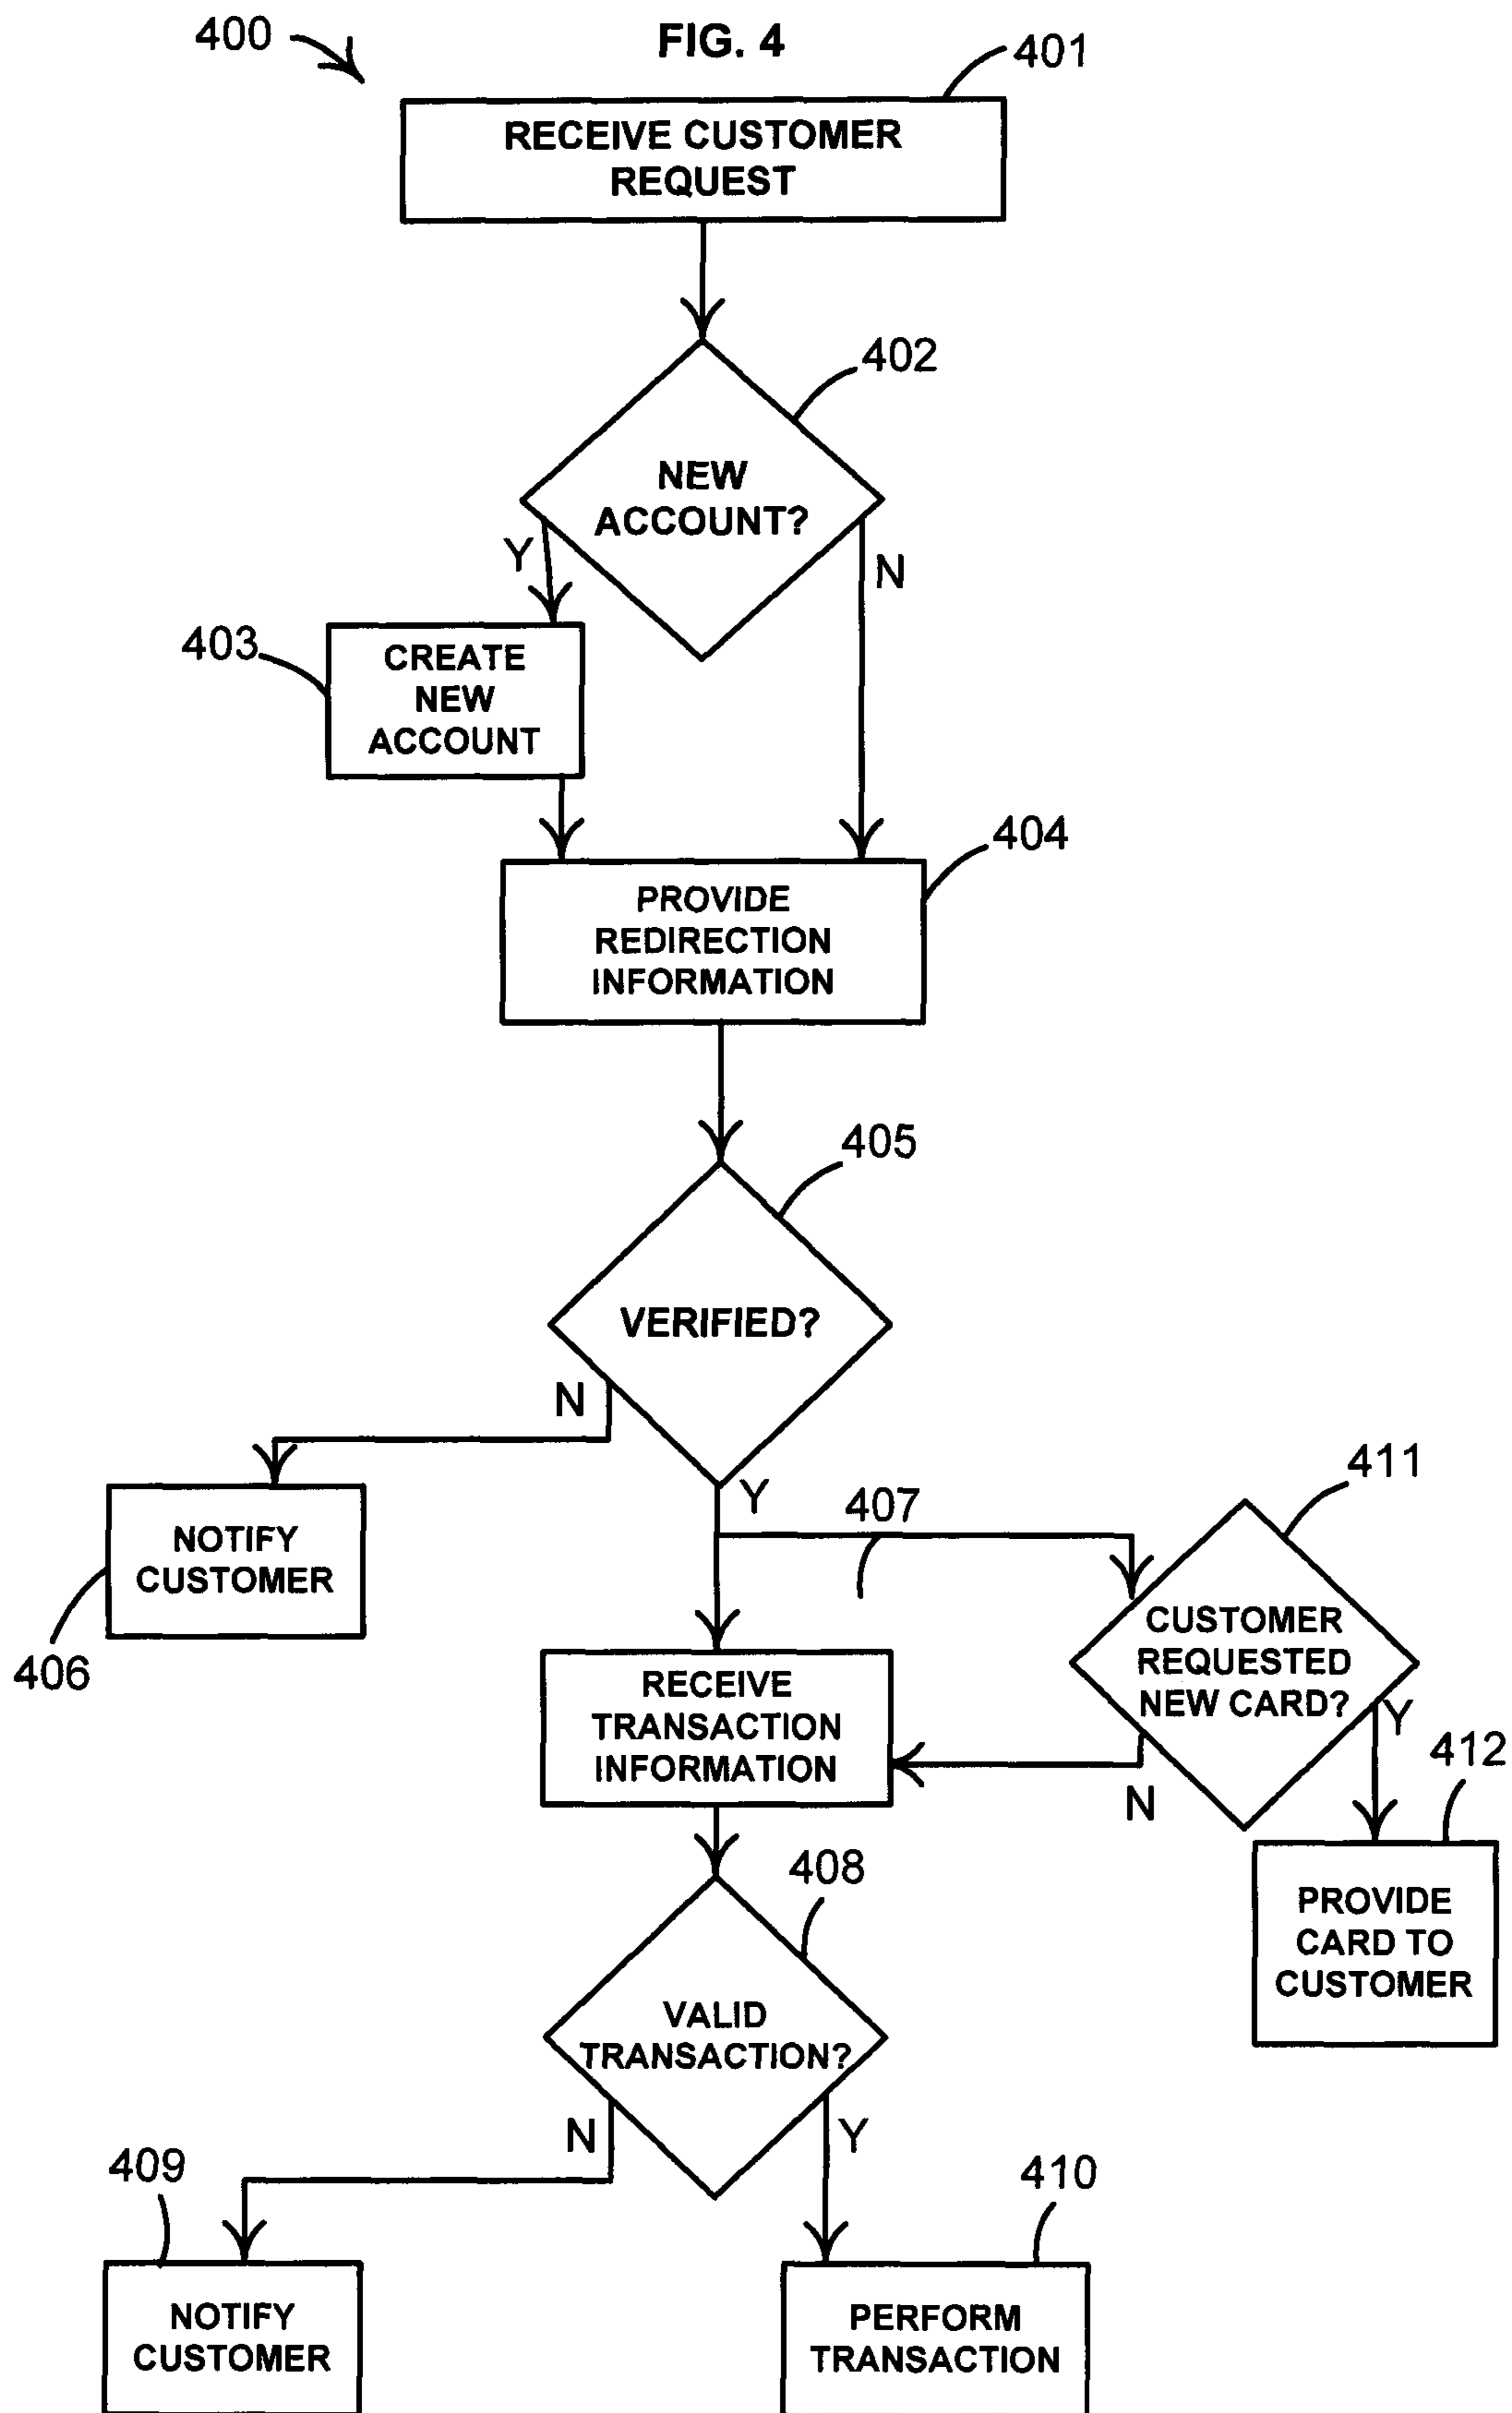 400
FIG. 4
401
RECEIVE CUSTOMER
REQUEST
402
NEW
ACCOUNT?
Y
N
403
CREATE
NEW
ACCOUNT
404
PROVIDE
REDIRECTION
INFORMATION
405
VERIFIED?
N
Y
406
NOTIFY
CUSTOMER
407
411
CUSTOMER
REQUESTED
NEW CARD?
Y
N
412
PROVIDE
CARD TO
CUSTOMER
RECEIVE
TRANSACTION
INFORMATION
408
VALID
TRANSACTION?
N
Y
409
NOTIFY
CUSTOMER
410
PERFORM
TRANSACTION